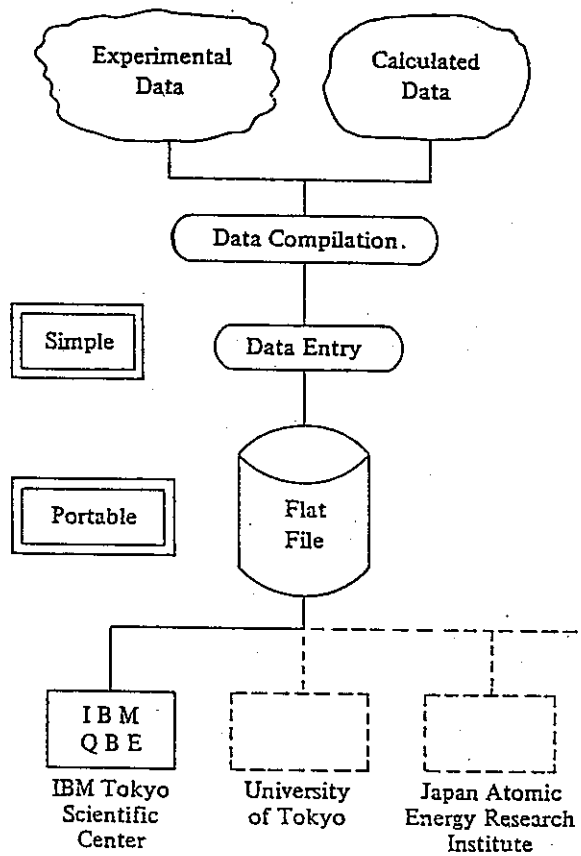 Experimental
Data
Calculated
Data
Data Compilation.
Simple
Data Entry
Portable
Flat
File
I B M
Q B E
IBM Tokyo
Scientific
Center
University
of Tokyo
Japan Atomic
Energy Research
Institute